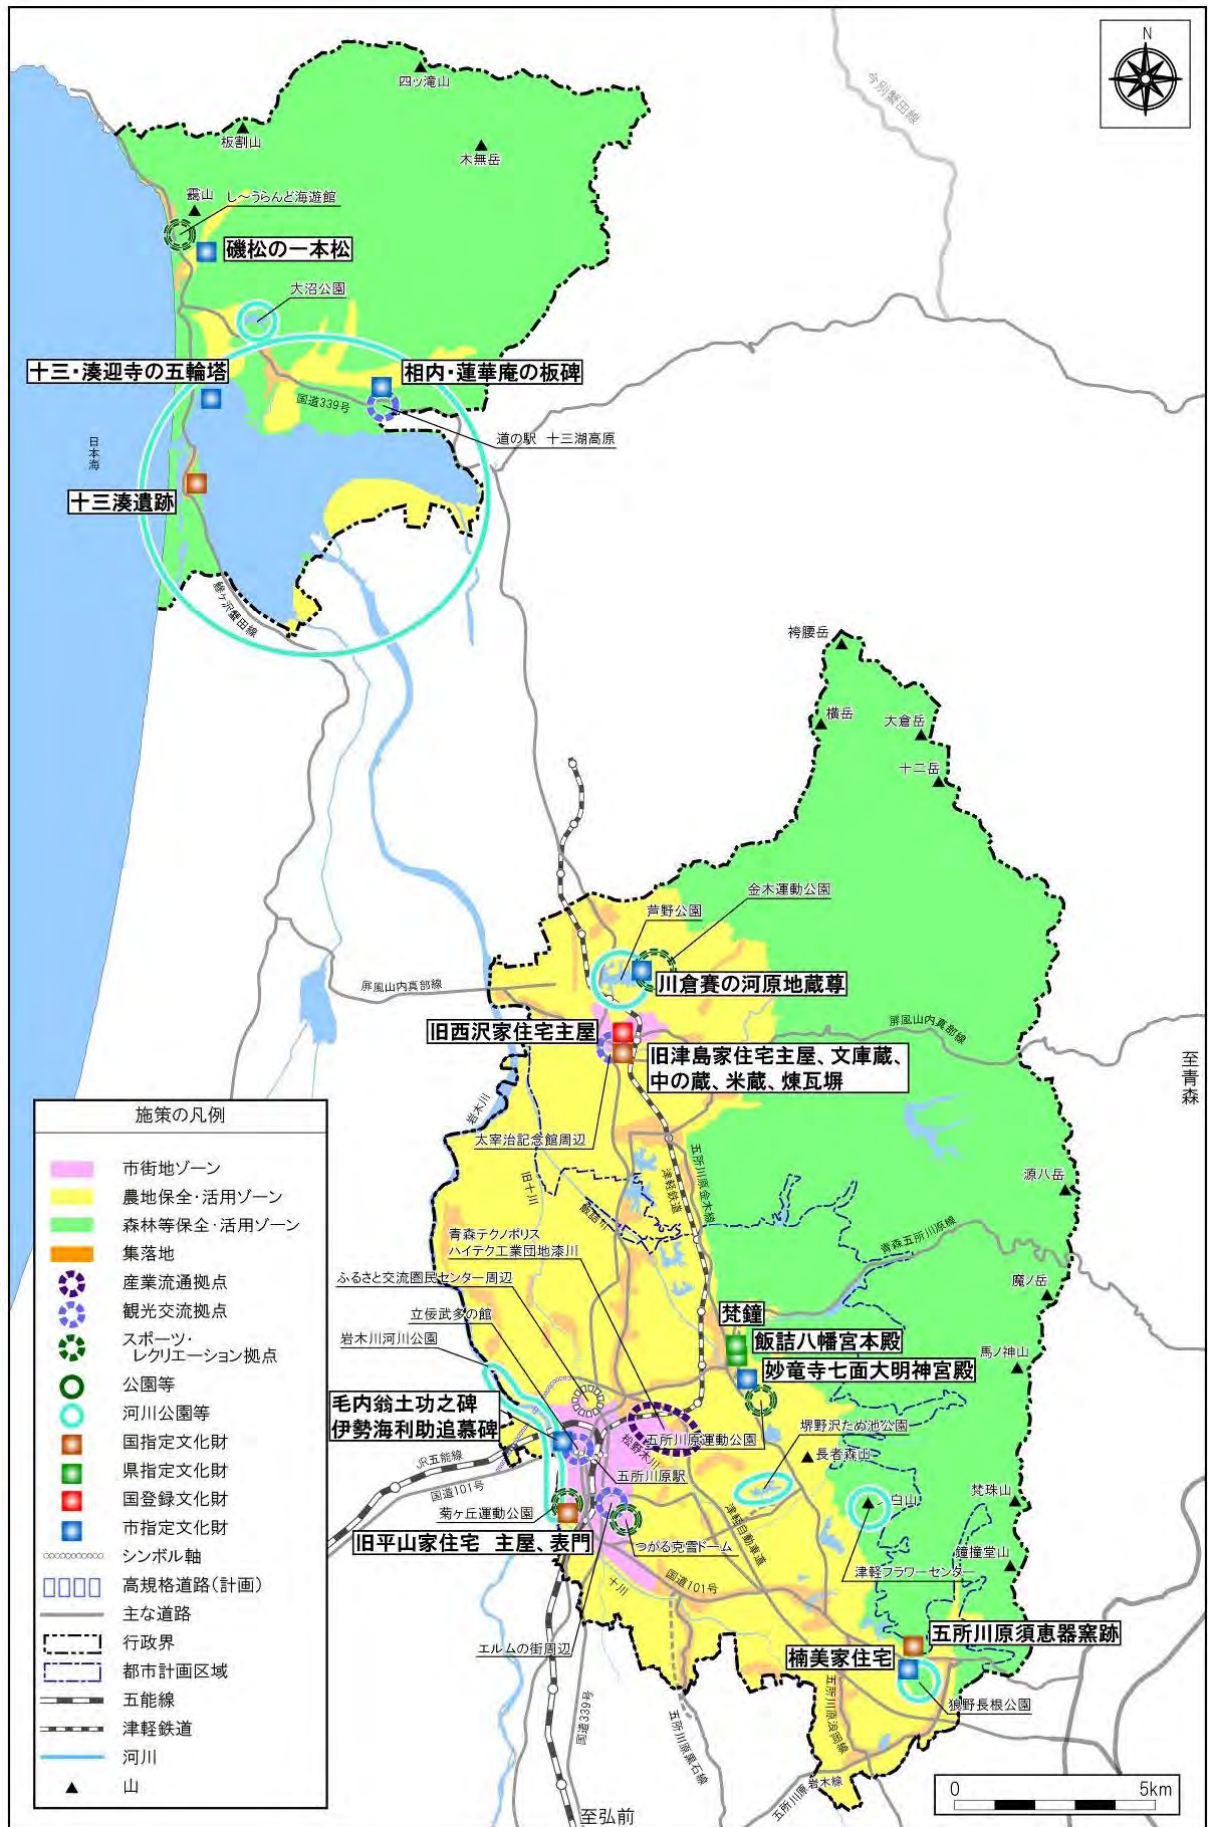 N
今別蟹田線
四ッ滝山
板割山
木無岳
靄山
し〜うらんど海遊館
磯松の一本松
大沼公園
十三・湊迎寺の五輪塔
相内・蓮華庵の板碑
国道339号
道の駅 十三湖高原
日本海
十三湊遺跡
鰺ヶ沢蟹田線
袴腰岳
横岳
大倉岳
十二岳
金木運動公園
芦野公園
川倉賽の河原地蔵尊
屏風山内真部線
旧西沢家住宅主屋
屏風山内真部線
旧津島家住宅主屋、文庫蔵、
中の蔵、米蔵、煉瓦塀
至青森
岩木川
太宰治記念館周辺
旧十川
飯詰川
津軽鉄道
五所川原金木線
源八岳
青森五所川原線
青森テクノポリス
ハイテク工業団地漆川
ふるさと交流圏民センター周辺
立佞武多の館
岩木川河川公園
魔ノ岳
梵鐘
飯詰八幡宮本殿
妙竜寺七面大明神宮殿
馬ノ神山
毛内翁土功之碑
伊勢海利助追慕碑
松野木川
五所川原運動公園
堺野沢ため池公園
長者森山
JR五能線
国道101号
五所川原駅
菊ヶ丘運動公園
旧平山家住宅 主屋、表門
つがる克雪ドーム
津軽自動車道
白山
梵珠山
鐘撞堂山
津軽フラワーセンター
十川
国道101号
エルムの街周辺
五所川原須恵器窯跡
楠美家住宅
狼野長根公園
国道339号
五所川原黒石線
五所川原浪岡線
五所川原岩木線
至弘前
0 5km
施策の凡例
市街地ゾーン
農地保全・活用ゾーン
森林等保全・活用ゾーン
集落地
産業流通拠点
観光交流拠点
スポーツ・
レクリエーション拠点
公園等
河川公園等
国指定文化財
県指定文化財
国登録文化財
市指定文化財
シンボル軸
高規格道路(計画)
主な道路
行政界
都市計画区域
五能線
津軽鉄道
河川
山